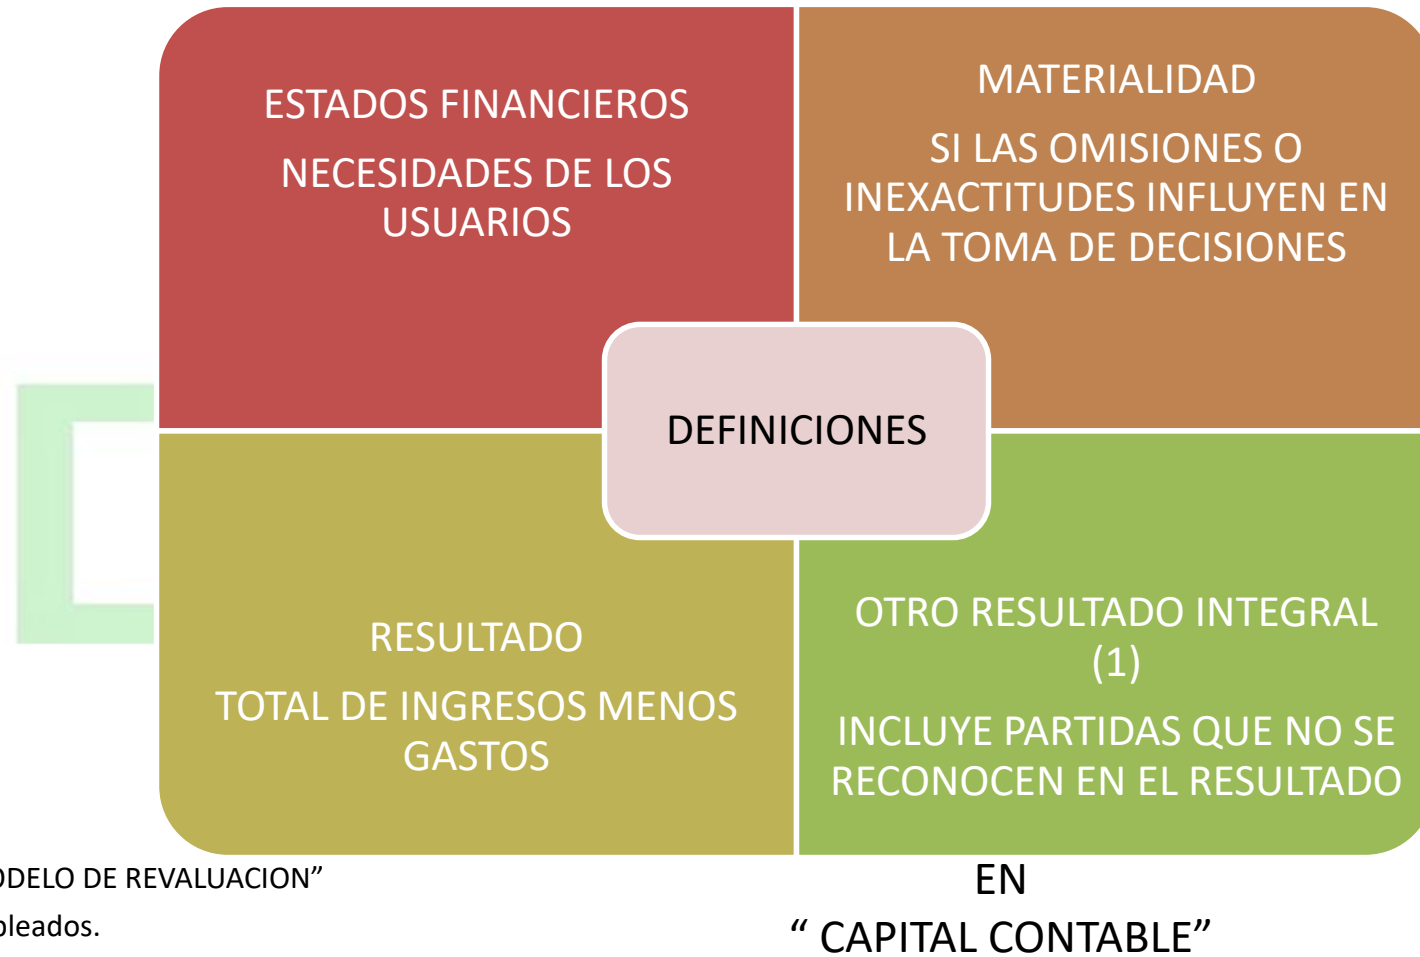 ESTADOS FINANCIEROS
NECESIDADES DE LOS
USUARIOS
MATERIALIDAD
SI LAS OMISIONES O
INEXACTITUDES INFLUYEN EN
LA TOMA DE DECISIONES
DEFINICIONES
RESULTADO
TOTAL DE INGRESOS MENOS
GASTOS
OTRO RESULTADO INTEGRAL
(1)
INCLUYE PARTIDAS QUE NO SE
RECONOCEN EN EL RESULTADO
DE REVALUACION”
EN
“ CAPITAL CONTABLE”